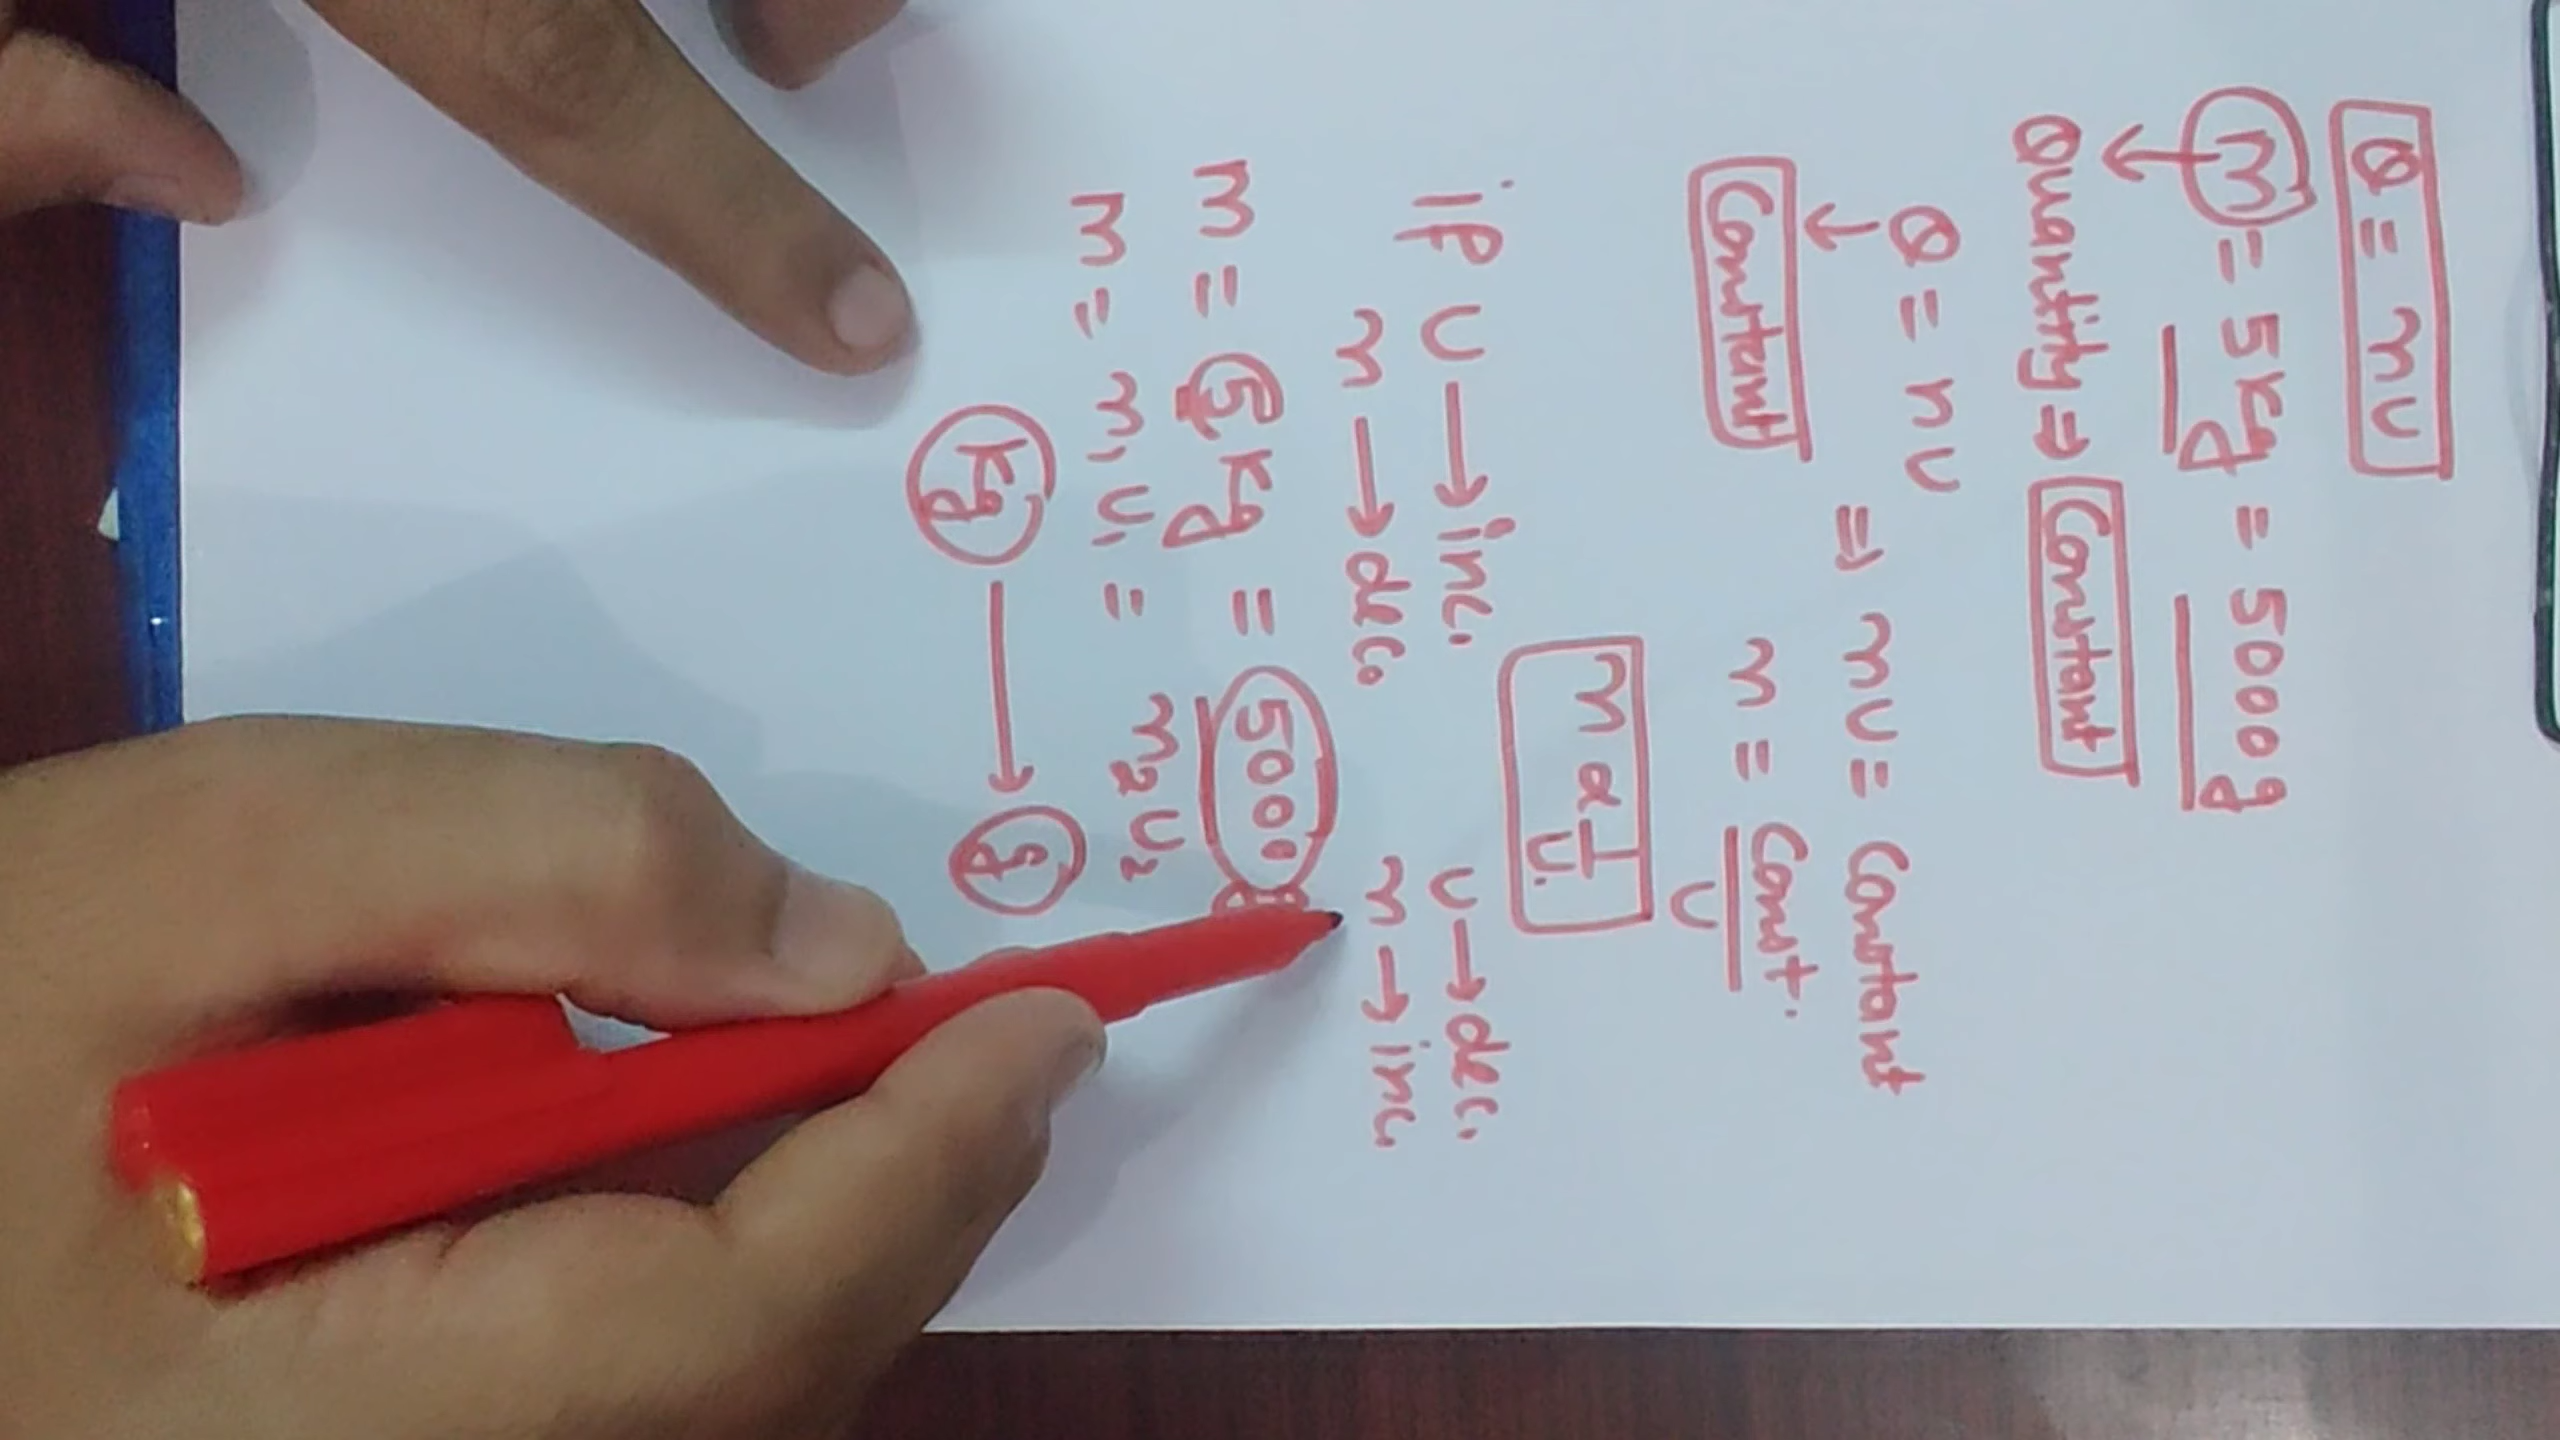 Q = nu
m = 5kg = 5000g
Quantity ⇒ Constant
Q = nu ⇒ nu = Constant
Constant n = Const. / u
n α 1/u.
if u → inc. u → dec.
n → dec. n → inc.
m = 5 kg = 5000 g
m = n₁u₁ = n₂u₂
kg → g